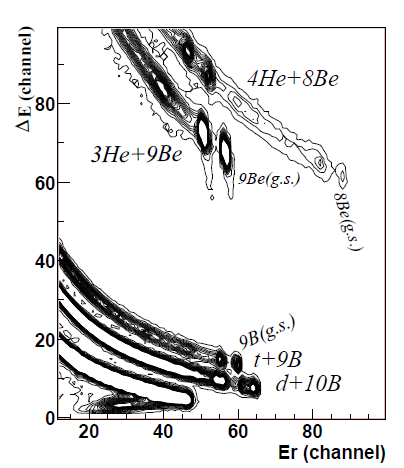 ΔE (channel)
80
60
40
20
0
4He+8Be
3He+9Be
9Be(g.s.)
8Be(g.s.)
9B(g.s.)
t+9B
d+10B
20 40 60 80
Er (channel)